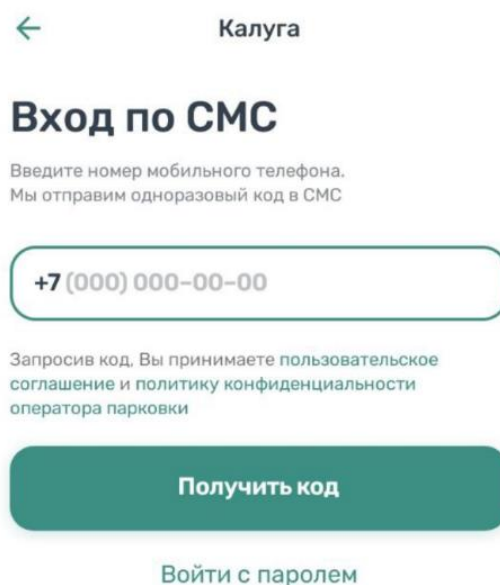 Калуга
Вход по СМС
Введите номер мобильного телефона.
Мы отправим одноразовый код в СМС
+7 (000) 000-00-00
Запросив код, Вы принимаете пользовательское
соглашение и политику конфиденциальности
оператора парковки
Получить код
Войти с паролем